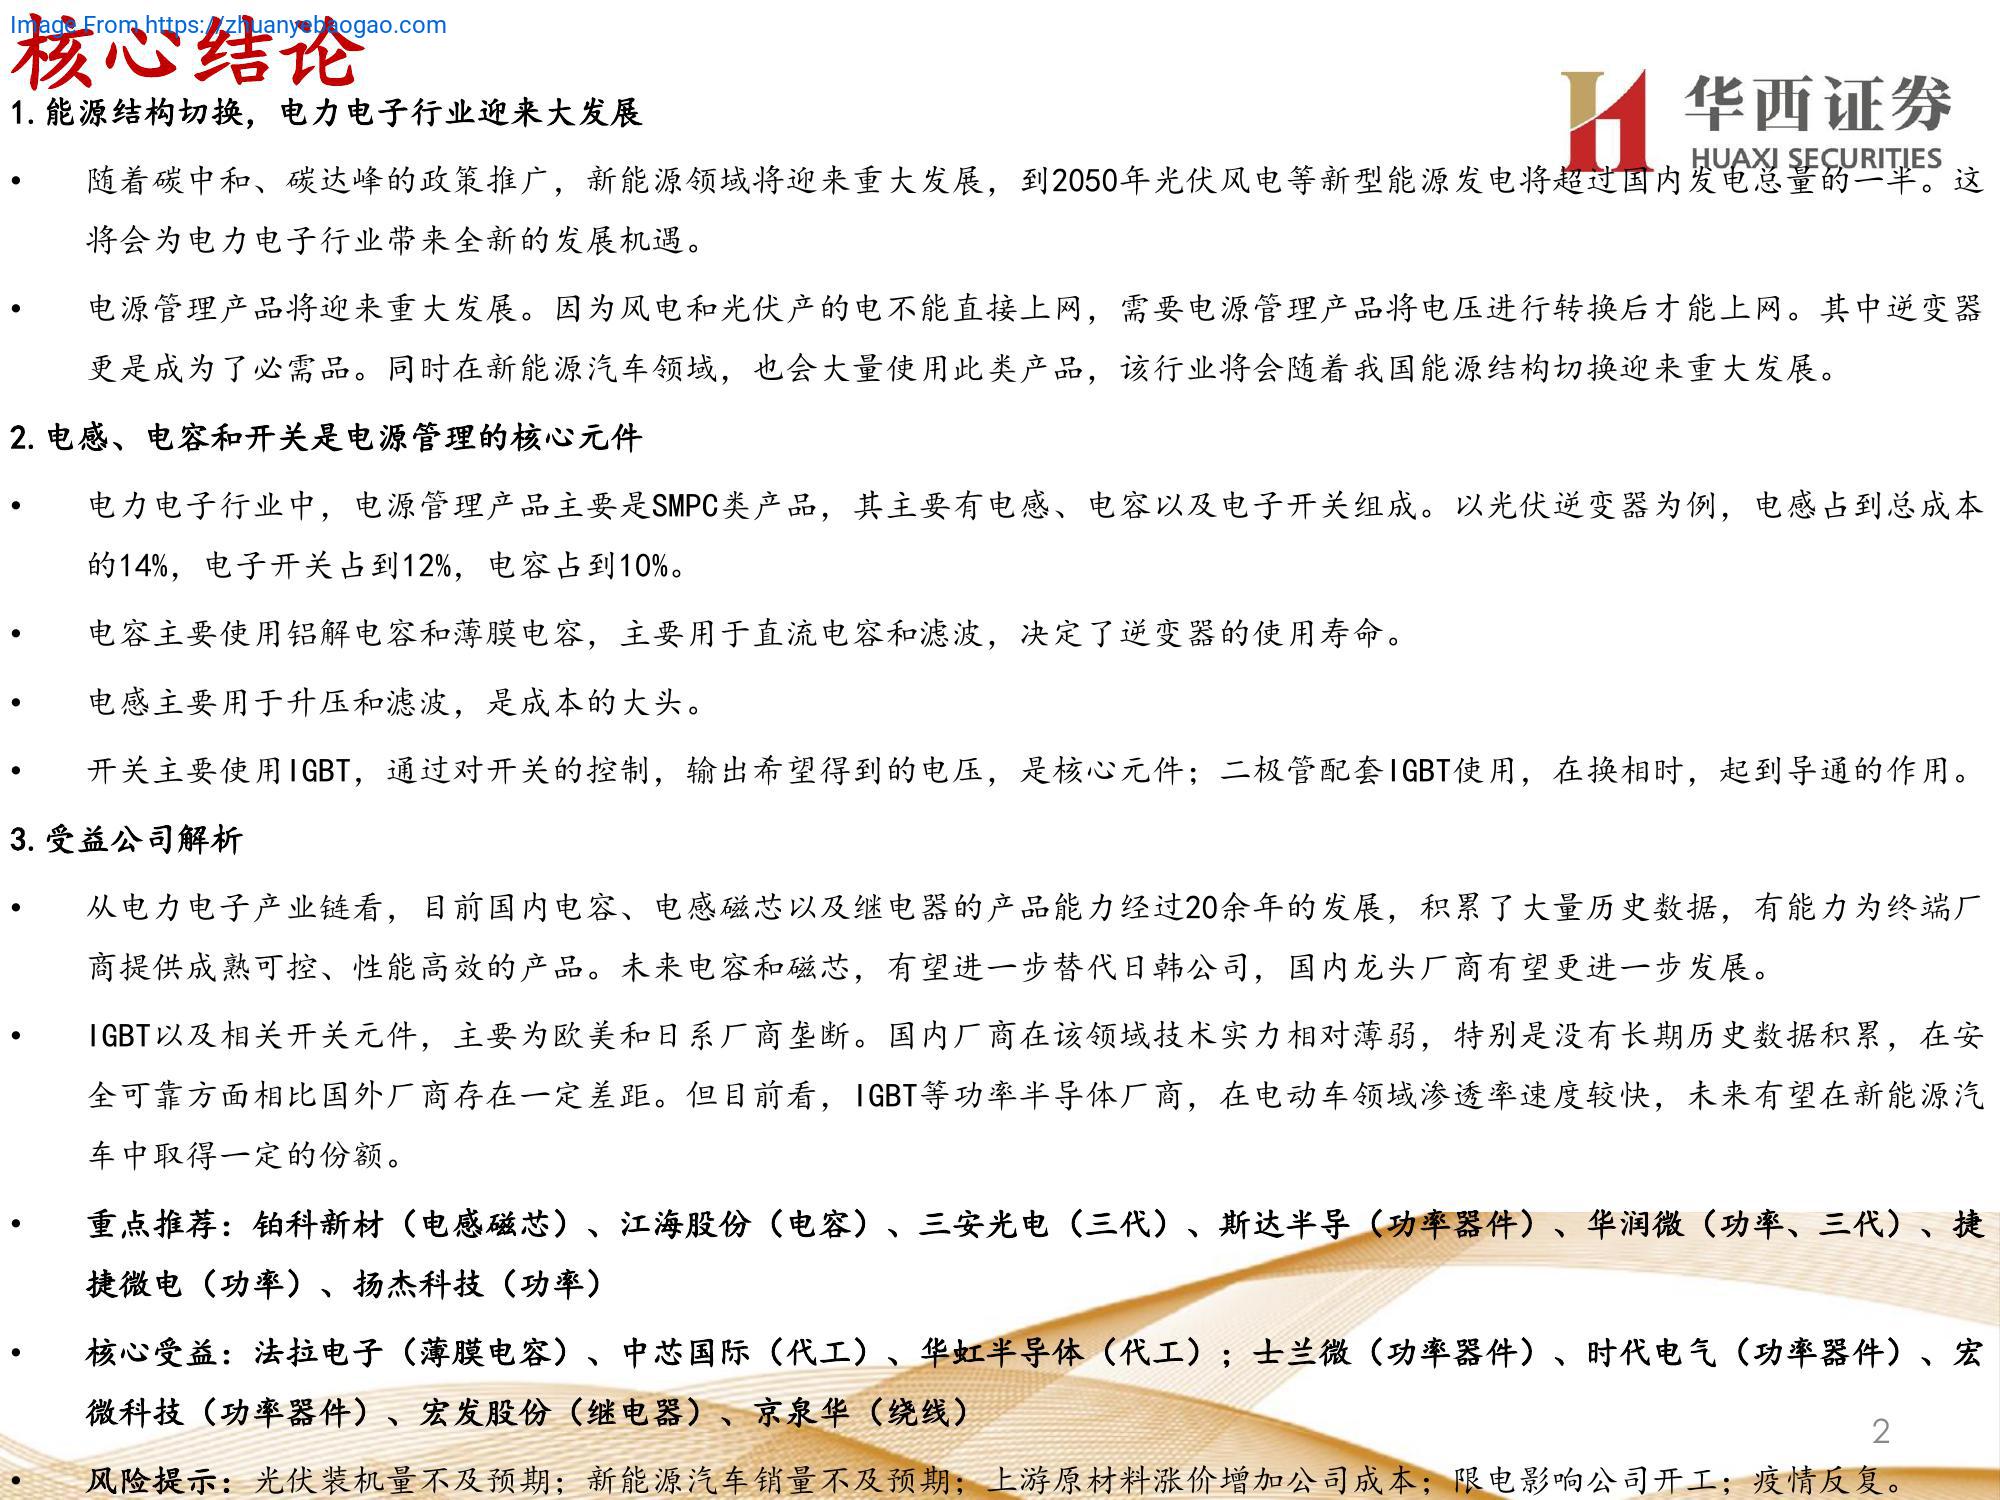 Image From https://zhuanyebaogao.com
核心结论
华西证券
HUAXI SECURITIES
1.能源结构切换，电力电子行业迎来大发展
• 随着碳中和、碳达峰的政策推广，新能源领域将迎来重大发展，到2050年光伏风电等新型能源发电将超过国内发电总量的一半。这
将会为电力电子行业带来全新的发展机遇。
• 电源管理产品将迎来重大发展。因为风电和光伏产的电不能直接上网，需要电源管理产品将电压进行转换后才能上网。其中逆变器
更是成为了必需品。同时在新能源汽车领域，也会大量使用此类产品，该行业将会随着我国能源结构切换迎来重大发展。
2.电感、电容和开关是电源管理的核心元件
• 电力电子行业中，电源管理产品主要是SMPC类产品，其主要有电感、电容以及电子开关组成。以光伏逆变器为例，电感占到总成本
的14%，电子开关占到12%，电容占到10%。
• 电容主要使用铝解电容和薄膜电容，主要用于直流电容和滤波，决定了逆变器的使用寿命。
• 电感主要用于升压和滤波，是成本的大头。
• 开关主要使用IGBT，通过对开关的控制，输出希望得到的电压，是核心元件；二极管配套IGBT使用，在换相时，起到导通的作用。
3.受益公司解析
• 从电力电子产业链看，目前国内电容、电感磁芯以及继电器的产品能力经过20余年的发展，积累了大量历史数据，有能力为终端厂
商提供成熟可控、性能高效的产品。未来电容和磁芯，有望进一步替代日韩公司，国内龙头厂商有望更进一步发展。
• IGBT以及相关开关元件，主要为欧美和日系厂商垄断。国内厂商在该领域技术实力相对薄弱，特别是没有长期历史数据积累，在安
全可靠方面相比国外厂商存在一定差距。但目前看，IGBT等功率半导体厂商，在电动车领域渗透率速度较快，未来有望在新能源汽
车中取得一定的份额。
• 重点推荐：铂科新材（电感磁芯）、江海股份（电容）、三安光电（三代）、斯达半导（功率器件）、华润微（功率、三代）、捷
捷微电（功率）、扬杰科技（功率）
• 核心受益：法拉电子（薄膜电容）、中芯国际（代工）、华虹半导体（代工）；士兰微（功率器件）、时代电气（功率器件）、宏
微科技（功率器件）、宏发股份（继电器）、京泉华（绕线）
• 风险提示：光伏装机量不及预期；新能源汽车销量不及预期；上游原材料涨价增加公司成本；限电影响公司开工；疫情反复。
2